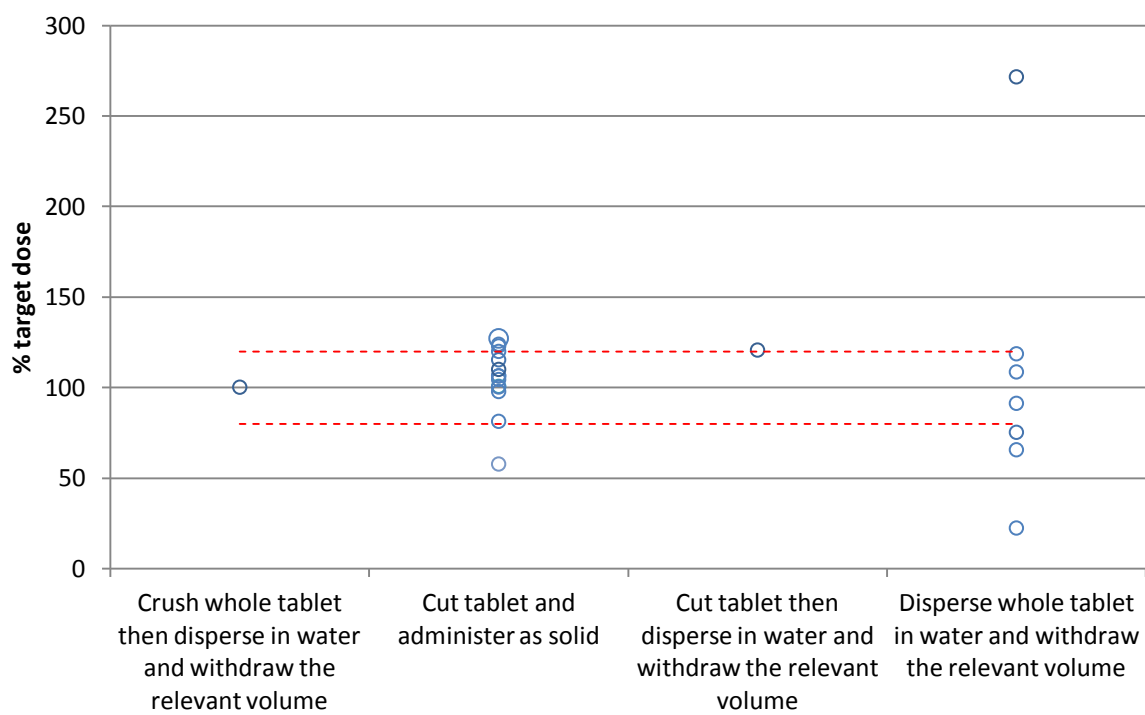 300
250
200
150
100
50
0
% target dose
Crush whole tablet
then disperse in water
and withdraw the
relevant volume
Cut tablet and
administer as solid
Cut tablet then
disperse in water and
withdraw the relevant
volume
Disperse whole tablet
in water and withdraw
the relevant volume